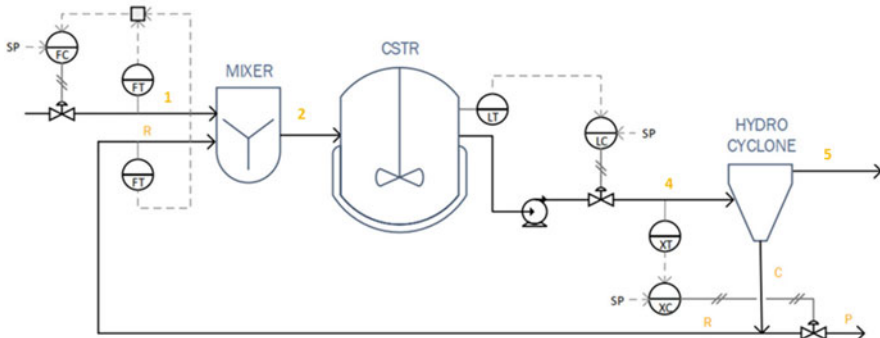 CSTR
SP
FC
MIXER
FT
1
2
LT
R
LC
SP
HYDRO
CYCLONE
5
FT
4
XT
C
SP
XC
R
P